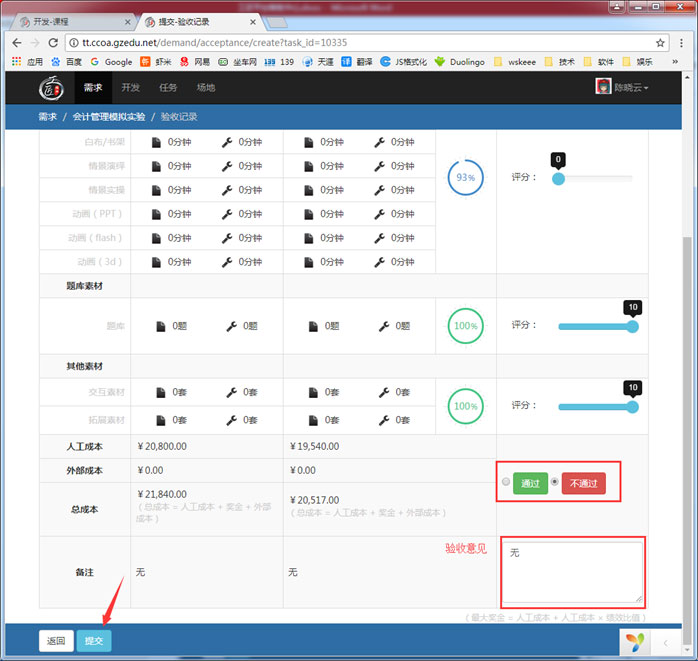 开发-课程 × 提交-验收记录 ×
tt.ccoa.gzedu.net/demand/acceptance/create?task_id=10335
应用 百度 Google 虾米 网易 坐车网 139 139 天涯 译 翻译 JS格式化 Duolingo wskeee 技术 软件 娱乐 »
需求 开发 任务 场地 陈晓云
需求 / 会计管理模拟实验 / 验收记录
白布/书架 0分钟 0分钟 0分钟 0分钟
情景演绎 0分钟 0分钟 0分钟 0分钟 93% 评分： 0
情景实操 0分钟 0分钟 0分钟 0分钟
动画（PPT） 0分钟 0分钟 0分钟 0分钟
动画（flash） 0分钟 0分钟 0分钟 0分钟
动画（3d） 0分钟 0分钟 0分钟 0分钟
题库素材
题库 0题 0题 0题 0题 100% 评分： 10
其他素材
交互素材 0套 0套 0套 0套 100% 评分： 10
拓展素材 0套 0套 0套 0套
人工成本 ¥ 20,800.00 ¥ 19,540.00
外部成本 ¥ 0.00 ¥ 0.00
通过 不通过
总成本 ¥ 21,840.00 ¥ 20,517.00
（总成本 = 人工成本 + 奖金 + 外部成本） （总成本 = 人工成本 + 奖金 + 外部成本）
验收意见 无
备注 无 无
（最大奖金 = 人工成本 + 人工成本 × 绩效比值）
返回 提交